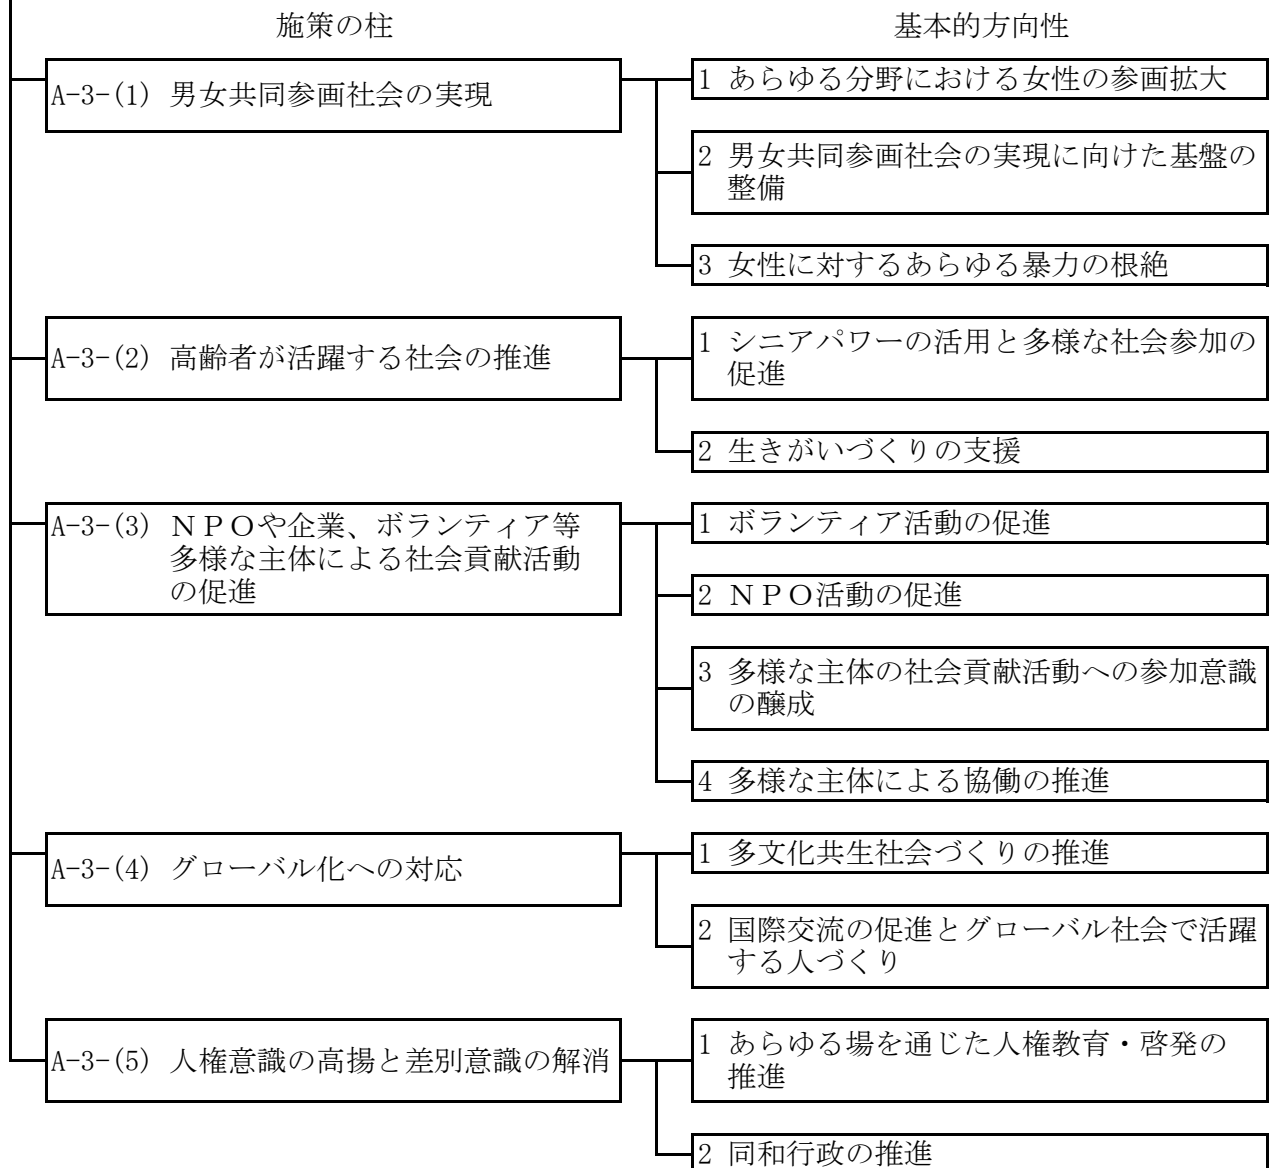 施策の柱
基本的方向性
A-3-(1) 男女共同参画社会の実現
1 あらゆる分野における女性の参画拡大
2 男女共同参画社会の実現に向けた基盤の
整備
3 女性に対するあらゆる暴力の根絶
A-3-(2) 高齢者が活躍する社会の推進
1 シニアパワーの活用と多様な社会参加の
促進
2 生きがいづくりの支援
A-3-(3) ＮＰＯや企業、ボランティア等
多様な主体による社会貢献活動
の促進
1 ボランティア活動の促進
2 ＮＰＯ活動の促進
3 多様な主体の社会貢献活動への参加意識
の醸成
4 多様な主体による協働の推進
A-3-(4) グローバル化への対応
1 多文化共生社会づくりの推進
2 国際交流の促進とグローバル社会で活躍
する人づくり
A-3-(5) 人権意識の高揚と差別意識の解消
1 あらゆる場を通じた人権教育・啓発の
推進
2 同和行政の推進